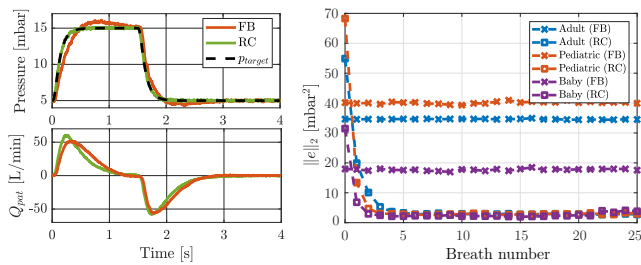 Pressure [mbar]
15
10
5
0 1 2 3 4
FB
RC
p_target
Q_pat [L/min]
50
0
-50
0 1 2 3 4
Time [s]
‖e‖₂ [mbar²]
70
60
50
40
30
20
10
0
0 5 10 15 20 25
Breath number
Adult (FB)
Adult (RC)
Pediatric (FB)
Pediatric (RC)
Baby (FB)
Baby (RC)